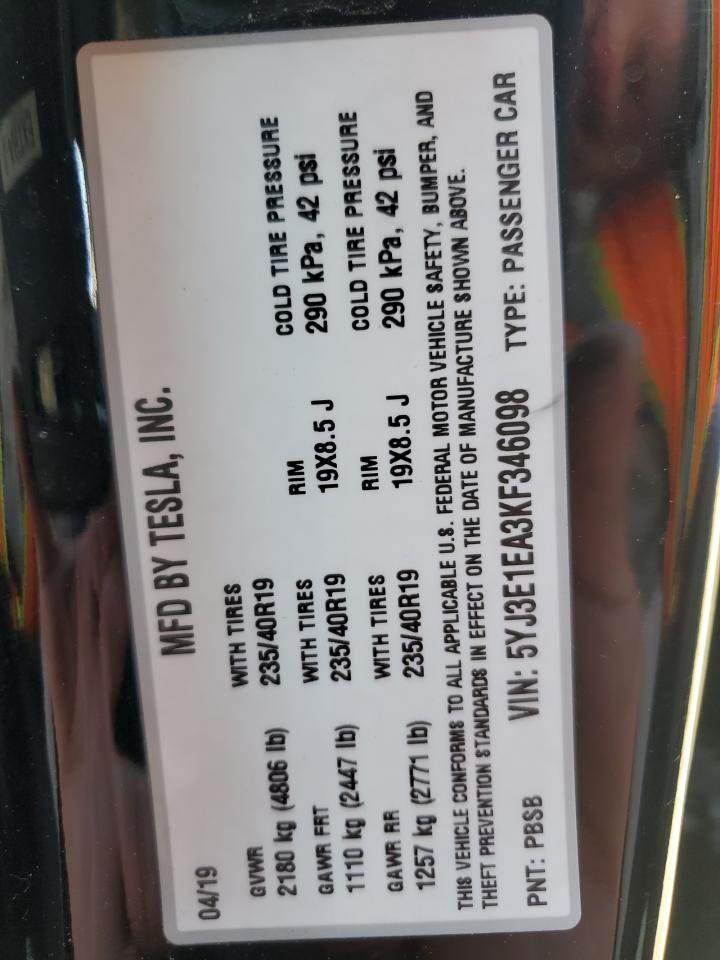 MFD BY TESLA, INC.
04/19
GVWR WITH TIRES
2180 kg (4806 lb) 235/40R19
GAWR FRT WITH TIRES RIM COLD TIRE PRESSURE
1110 kg (2447 lb) 235/40R19 19X8.5 J 290 kPa, 42 psi
GAWR RR WITH TIRES RIM COLD TIRE PRESSURE
1257 kg (2771 lb) 235/40R19 19X8.5 J 290 kPa, 42 psi
THIS VEHICLE CONFORMS TO ALL APPLICABLE U.S. FEDERAL MOTOR VEHICLE SAFETY, BUMPER, AND
THEFT PREVENTION STANDARDS IN EFFECT ON THE DATE OF MANUFACTURE SHOWN ABOVE.
PNT: PBSB VIN: 5YJ3E1EA3KF346098 TYPE: PASSENGER CAR